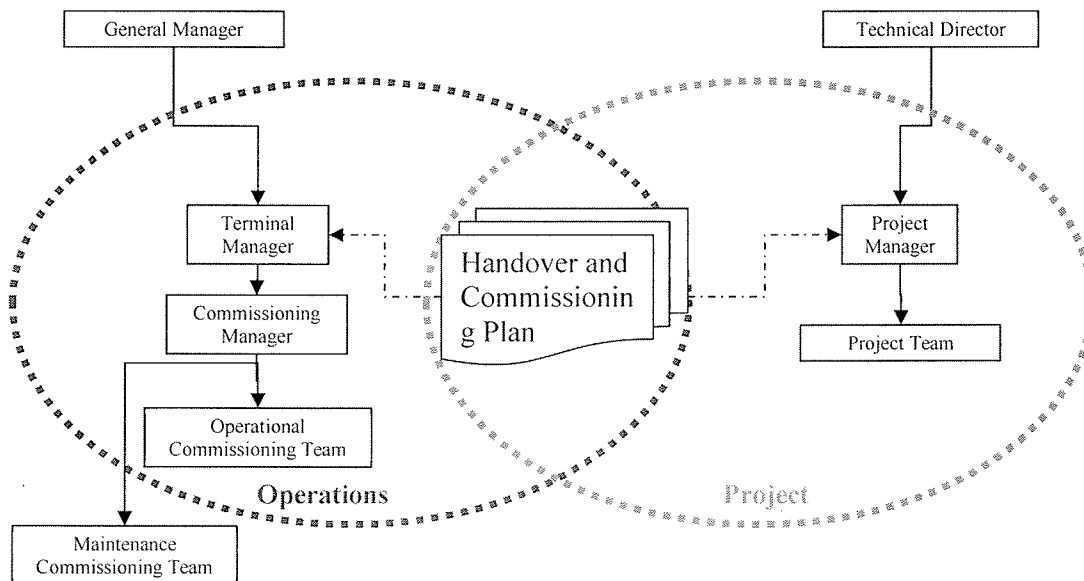 General Manager
Technical Director
Terminal
Manager
Project
Manager
Handover and
Commissionin
g Plan
Commissioning
Manager
Project Team
Operational
Commissioning Team
Operations
Project
Maintenance
Commissioning Team